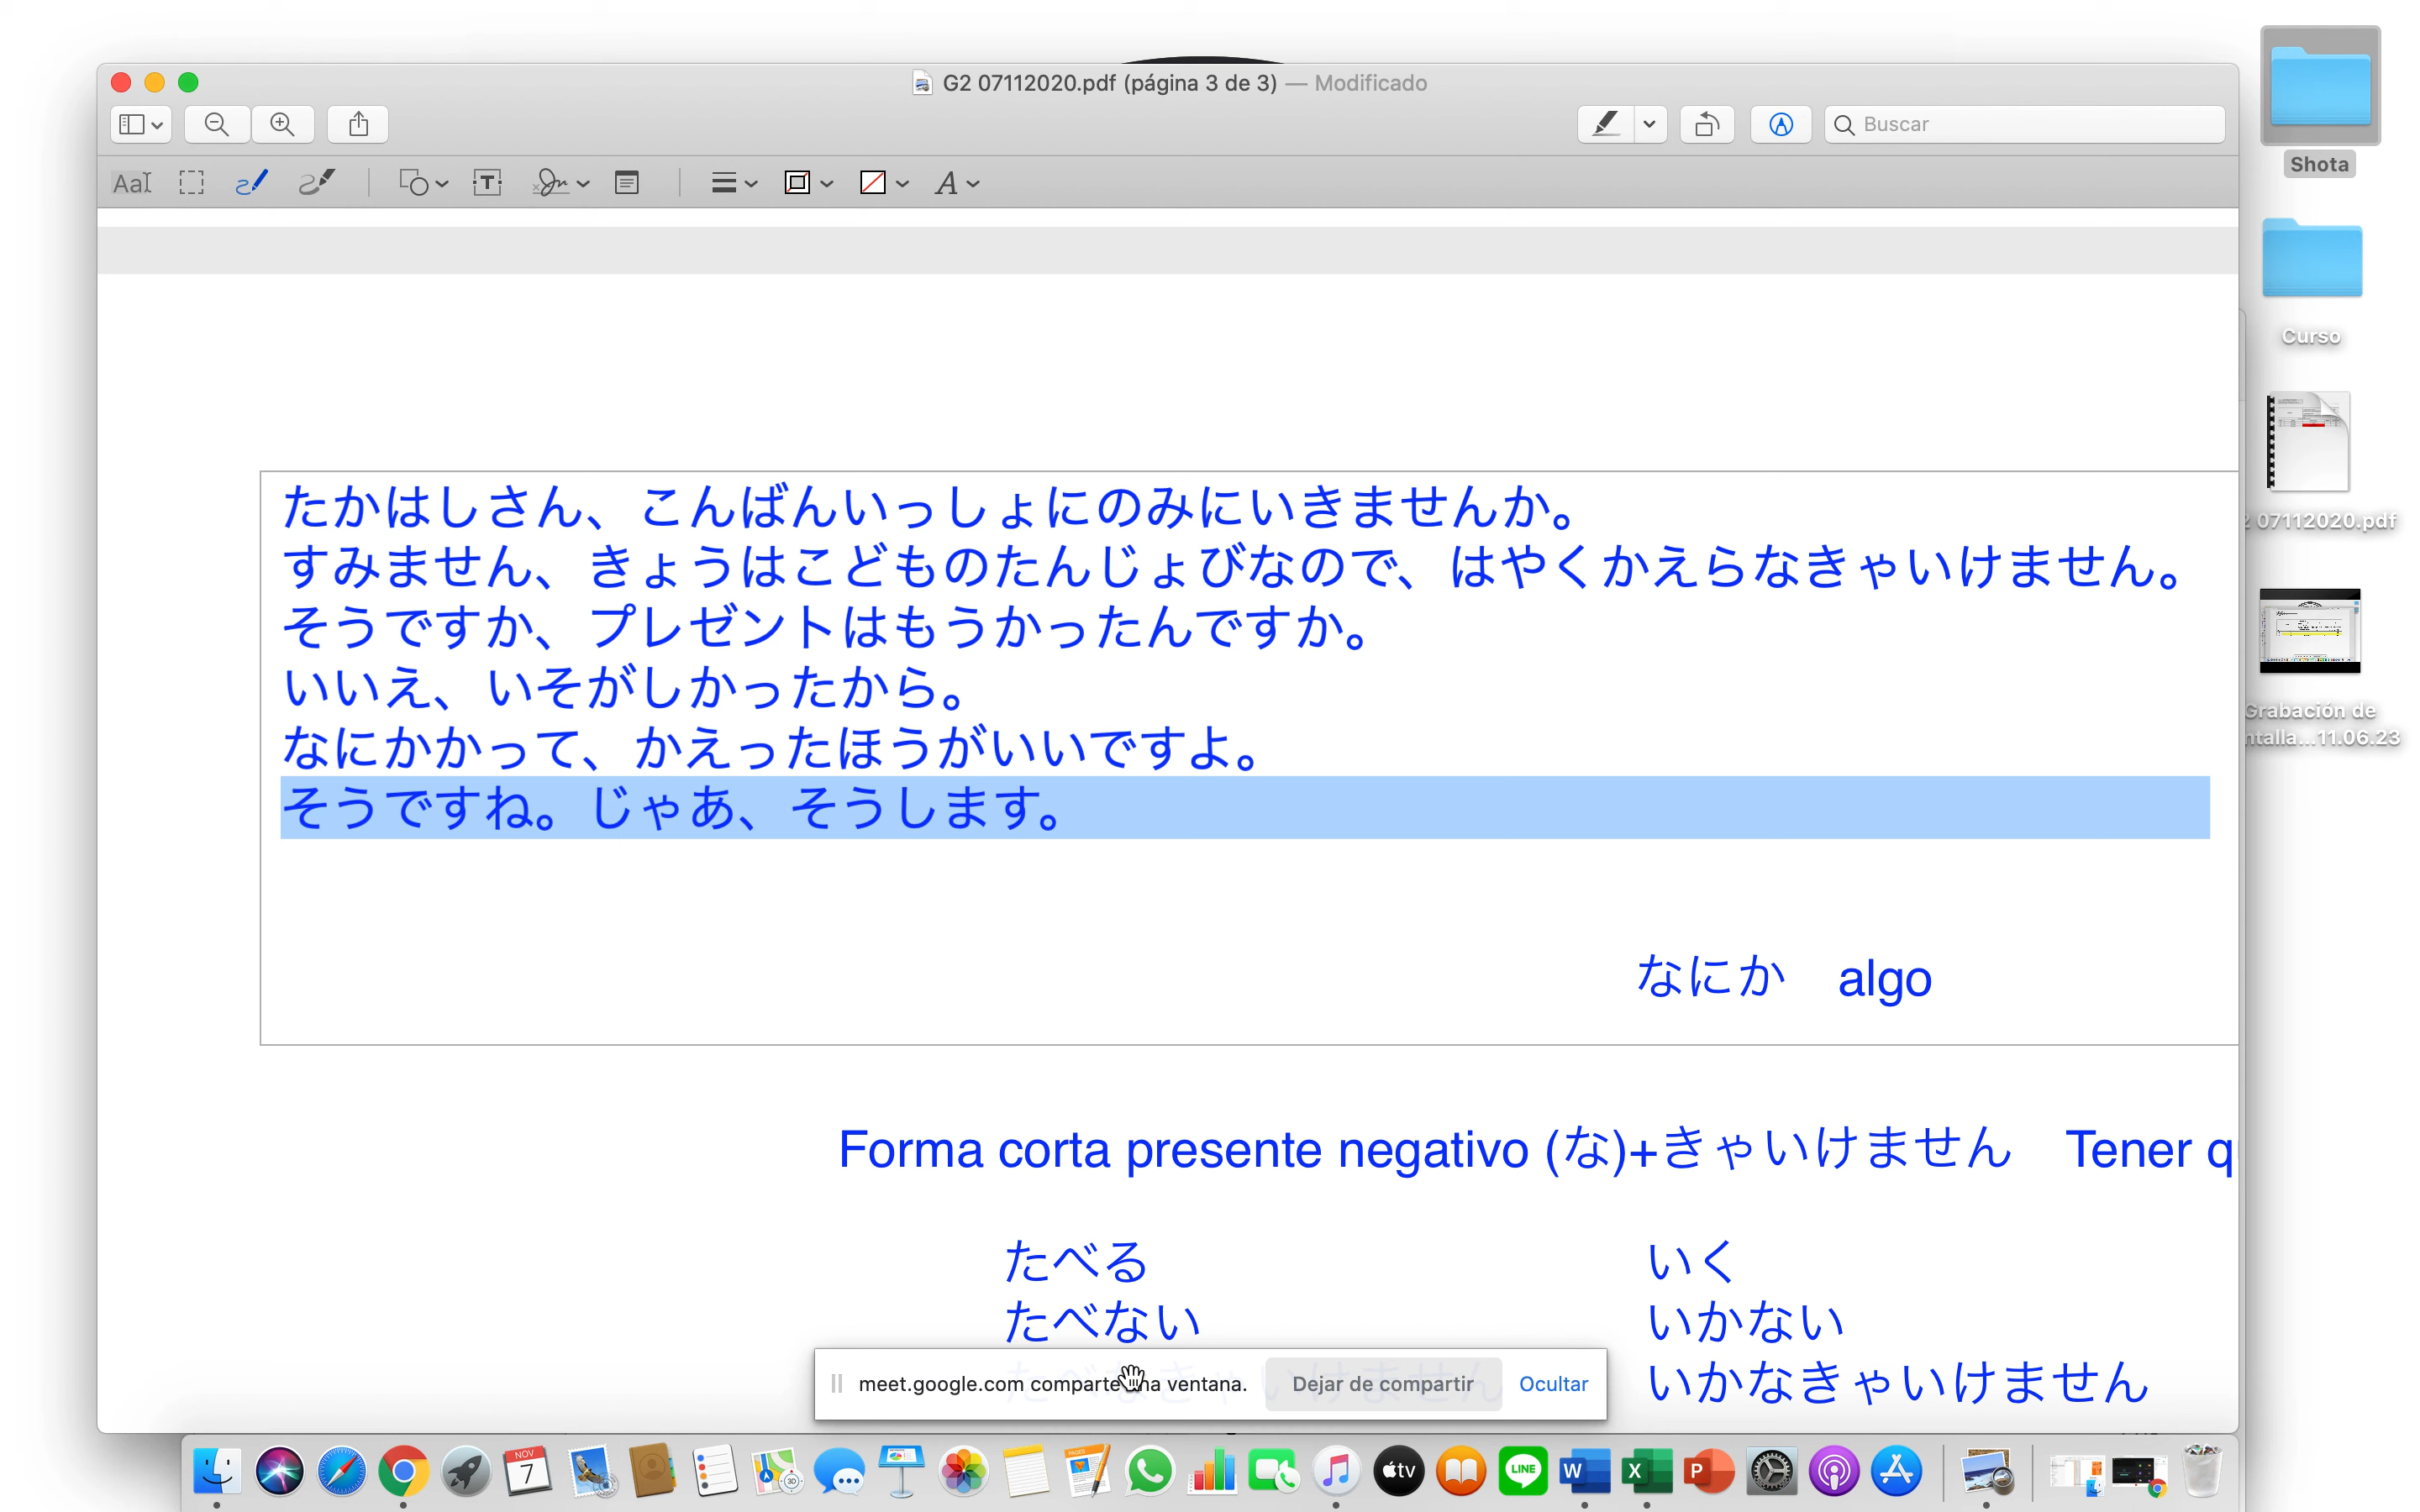 G2 07112020.pdf (página 3 de 3) — Modificado
Buscar
Shota
Curso
07112020.pdf
Grabación de
ntalla...11.06.23
たかはしさん、こんばんいっしょにのみにいきませんか。
すみません、きょうはこどものたんじょびなので、はやくかえらなきゃいけません。
そうですか、プレゼントはもうかったんですか。
いいえ、いそがしかったから。
なにかかって、かえったほうがいいですよ。
そうですね。じゃあ、そうします。
なにか algo
Forma corta presente negativo (な)+きゃいけません Tener q
たべる いく
たべない いかない
いかなきゃいけません
meet.google.com comparte una ventana. Dejar de compartir Ocultar
NOV
7
PAGES
3D
tv
LINE
W
X
P